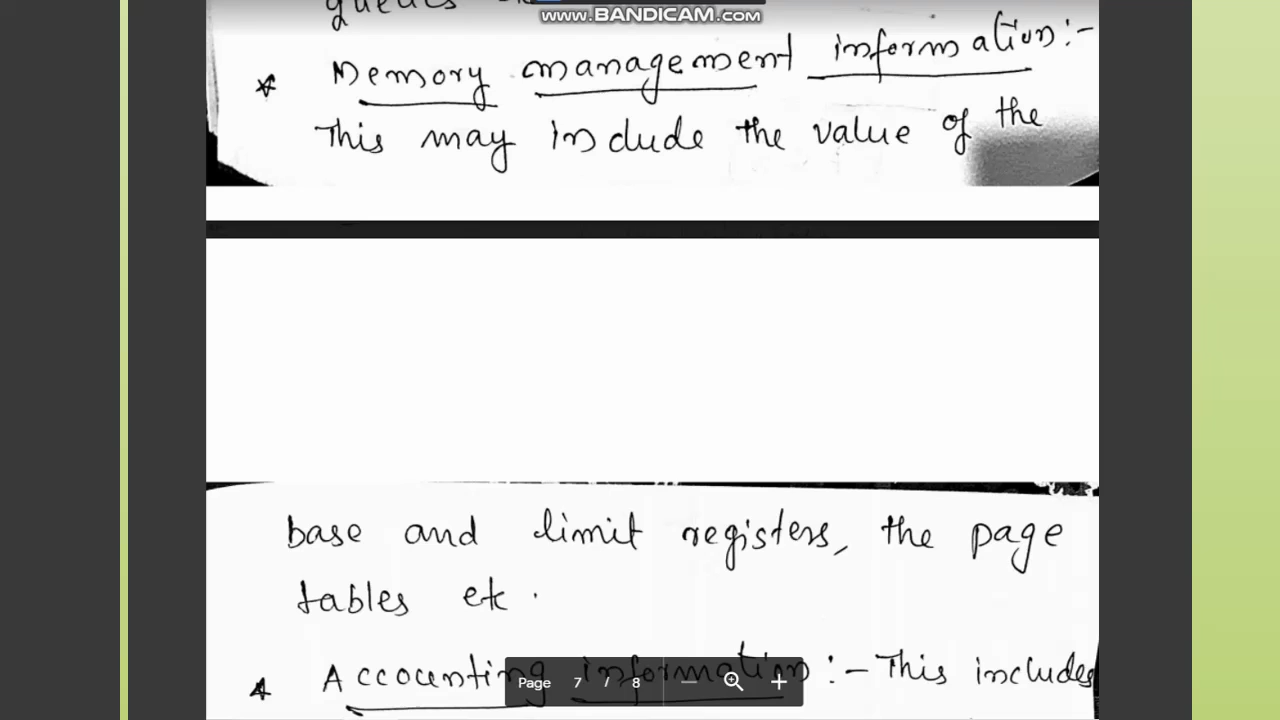 WWW.BANDICAM.COM
* Memory management information:-
This may include the value of the
base and limit registers, the page
tables etc.
* Accounting information :- This includes
Page 7 / 8 — +